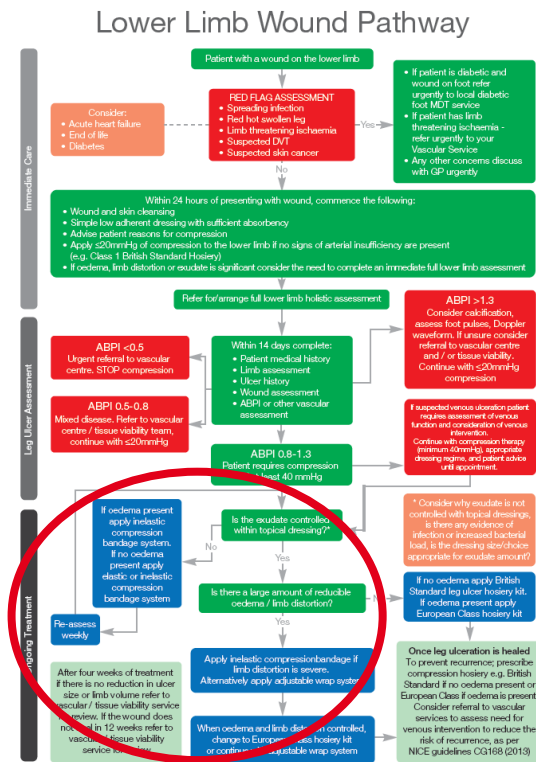 Lower Limb Wound Pathway
Immediate Care
Patient with a wound on the lower limb
Consider:
• Acute heart failure
• End of life
• Diabetes
RED FLAG ASSESSMENT
• Spreading infection
• Red hot swollen leg
• Limb threatening ischaemia
• Suspected DVT
• Suspected skin cancer
Yes
• If patient is diabetic and
wound on foot refer
urgently to local diabetic
foot MDT service
• If patient has limb
threatening ischaemia -
refer urgently to your
Vascular Service
• Any other concerns discuss
with GP urgently
No
Within 24 hours of presenting with wound, commence the following:
• Wound and skin cleansing
• Simple low adherent dressing with sufficient absorbency
• Advise patient reasons for compression
• Apply ≤20mmHg of compression to the lower limb if no signs of arterial insufficiency are present
(e.g. Class 1 British Standard Hosiery)
• If oedema, limb distortion or exudate is significant consider the need to complete an immediate full lower limb assessment
Refer for/arrange full lower limb holistic assessment
Leg Ulcer Assessment
ABPI <0.5
Urgent referral to vascular
centre. STOP compression
ABPI 0.5-0.8
Mixed disease. Refer to vascular
centre / tissue viability team,
continue with ≤20mmHg
Within 14 days complete:
• Patient medical history
• Limb assessment
• Ulcer history
• Wound assessment
• ABPI or other vascular
assessment
ABPI >1.3
Consider calcification,
assess foot pulses, Doppler
waveform. If unsure consider
referral to vascular centre
and / or tissue viability.
Continue with ≤20mmHg
compression
ABPI 0.8-1.3
Patient requires compression
least 40 mmHg
If suspected venous ulceration patient
requires assessment of venous
function and consideration of venous
intervention.
Continue with compression therapy
(minimum 40mmHg), appropriate
dressing regime, and patient advice
until appointment.
Ongoing Treatment
If oedema present
apply inelastic
compression
bandage system.
If no oedema
present apply
elastic or inelastic
compression
bandage system
Is the exudate controlled
within topical dressing?*
No
Yes
* Consider why exudate is not
controlled with topical dressings,
is there any evidence of
infection or increased bacterial
load, is the dressing size/choice
appropriate for exudate amount?
Re-assess
weekly
Is there a large amount of reducible
oedema / limb distortion?
Yes
If no oedema apply British
Standard leg ulcer hosiery kit.
If oedema present apply
European Class hosiery kit
Apply inelastic compressionbandage if
limb distortion is severe.
Alternatively apply adjustable wrap system
After four weeks of treatment
if there is no reduction in ulcer
size or limb volume refer to
vascular / tissue viability service
for review. If the wound does
not heal in 12 weeks refer to
vascular / tissue viability
service for review
When oedema and limb distortion controlled,
change to European Class hosiery kit
or continue with adjustable wrap system
Once leg ulceration is healed
To prevent recurrence; prescribe
compression hosiery e.g. British
Standard if no oedema present or
European Class if oedema is present
Consider referral to vascular
services to assess need for
venous intervention to reduce the
risk of recurrence, as per
NICE guidelines CG168 (2013)